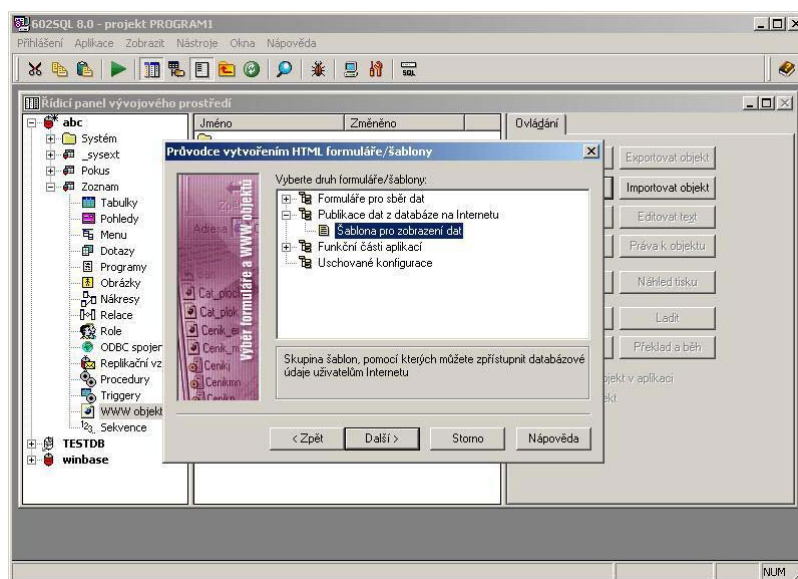 602SQL 8.0 - projekt PROGRAM1
Přihlášení Aplikace Zobrazit Nástroje Okna Nápověda
SQL
Řídicí panel vývojového prostředí
abc
Systém
_sysext
Pokus
Zoznam
Tabulky
Pohledy
Menu
Dotazy
Programy
Obrázky
Nákresy
Relace
Role
ODBC spojer
Replikační vz
Procedury
Triggery
WWW objekt
Sekvence
TESTDB
winbase
Jméno Změněno
Ovládání
Exportovat objekt
Importovat objekt
Editovat text
Práva k objektu
Náhled tisku
Ladit
Překlad a běh
jekt v aplikaci
ekt
Průvodce vytvořením HTML formuláře/šablony
Výběr formuláře a WWW objektů
Vyberte druh formuláře/šablony:
Formuláře pro sběr dat
Publikace dat z databáze na Internetu
Šablona pro zobrazení dat
Funkční části aplikací
Uschované konfigurace
Skupina šablon, pomocí kterých můžete zpřístupnit databázové
údaje uživatelům Internetu
< Zpět Další > Storno Nápověda
NUM